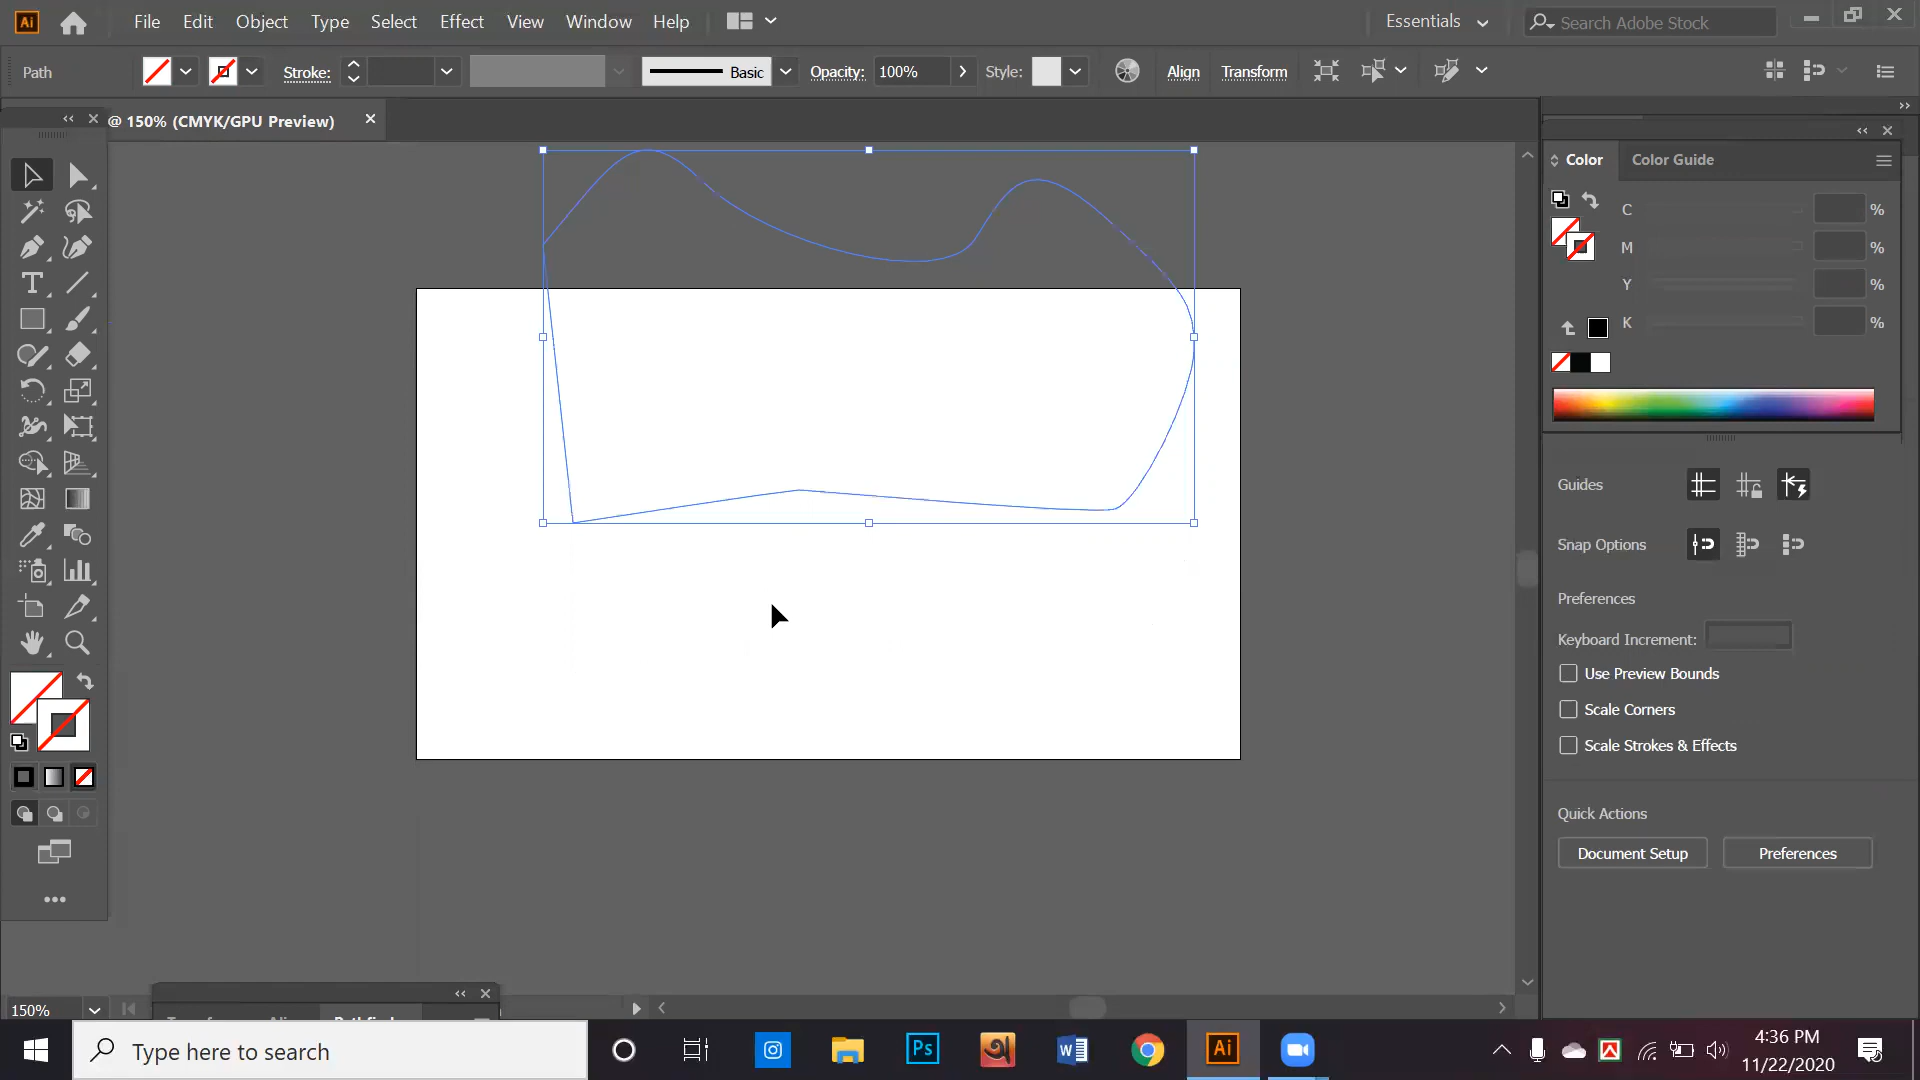 Ai File Edit Object Type Select Effect View Window Help Essentials Search Adobe Stock
Path Stroke: Basic Opacity: 100% Style: Align Transform
@ 150% (CMYK/GPU Preview)
Color Color Guide
C %
M %
Y %
K %
Guides
Snap Options
Preferences
Keyboard Increment:
Use Preview Bounds
Scale Corners
Scale Strokes & Effects
Quick Actions
Document Setup Preferences
150%
Type here to search
Ps
Ai
4:36 PM
11/22/2020